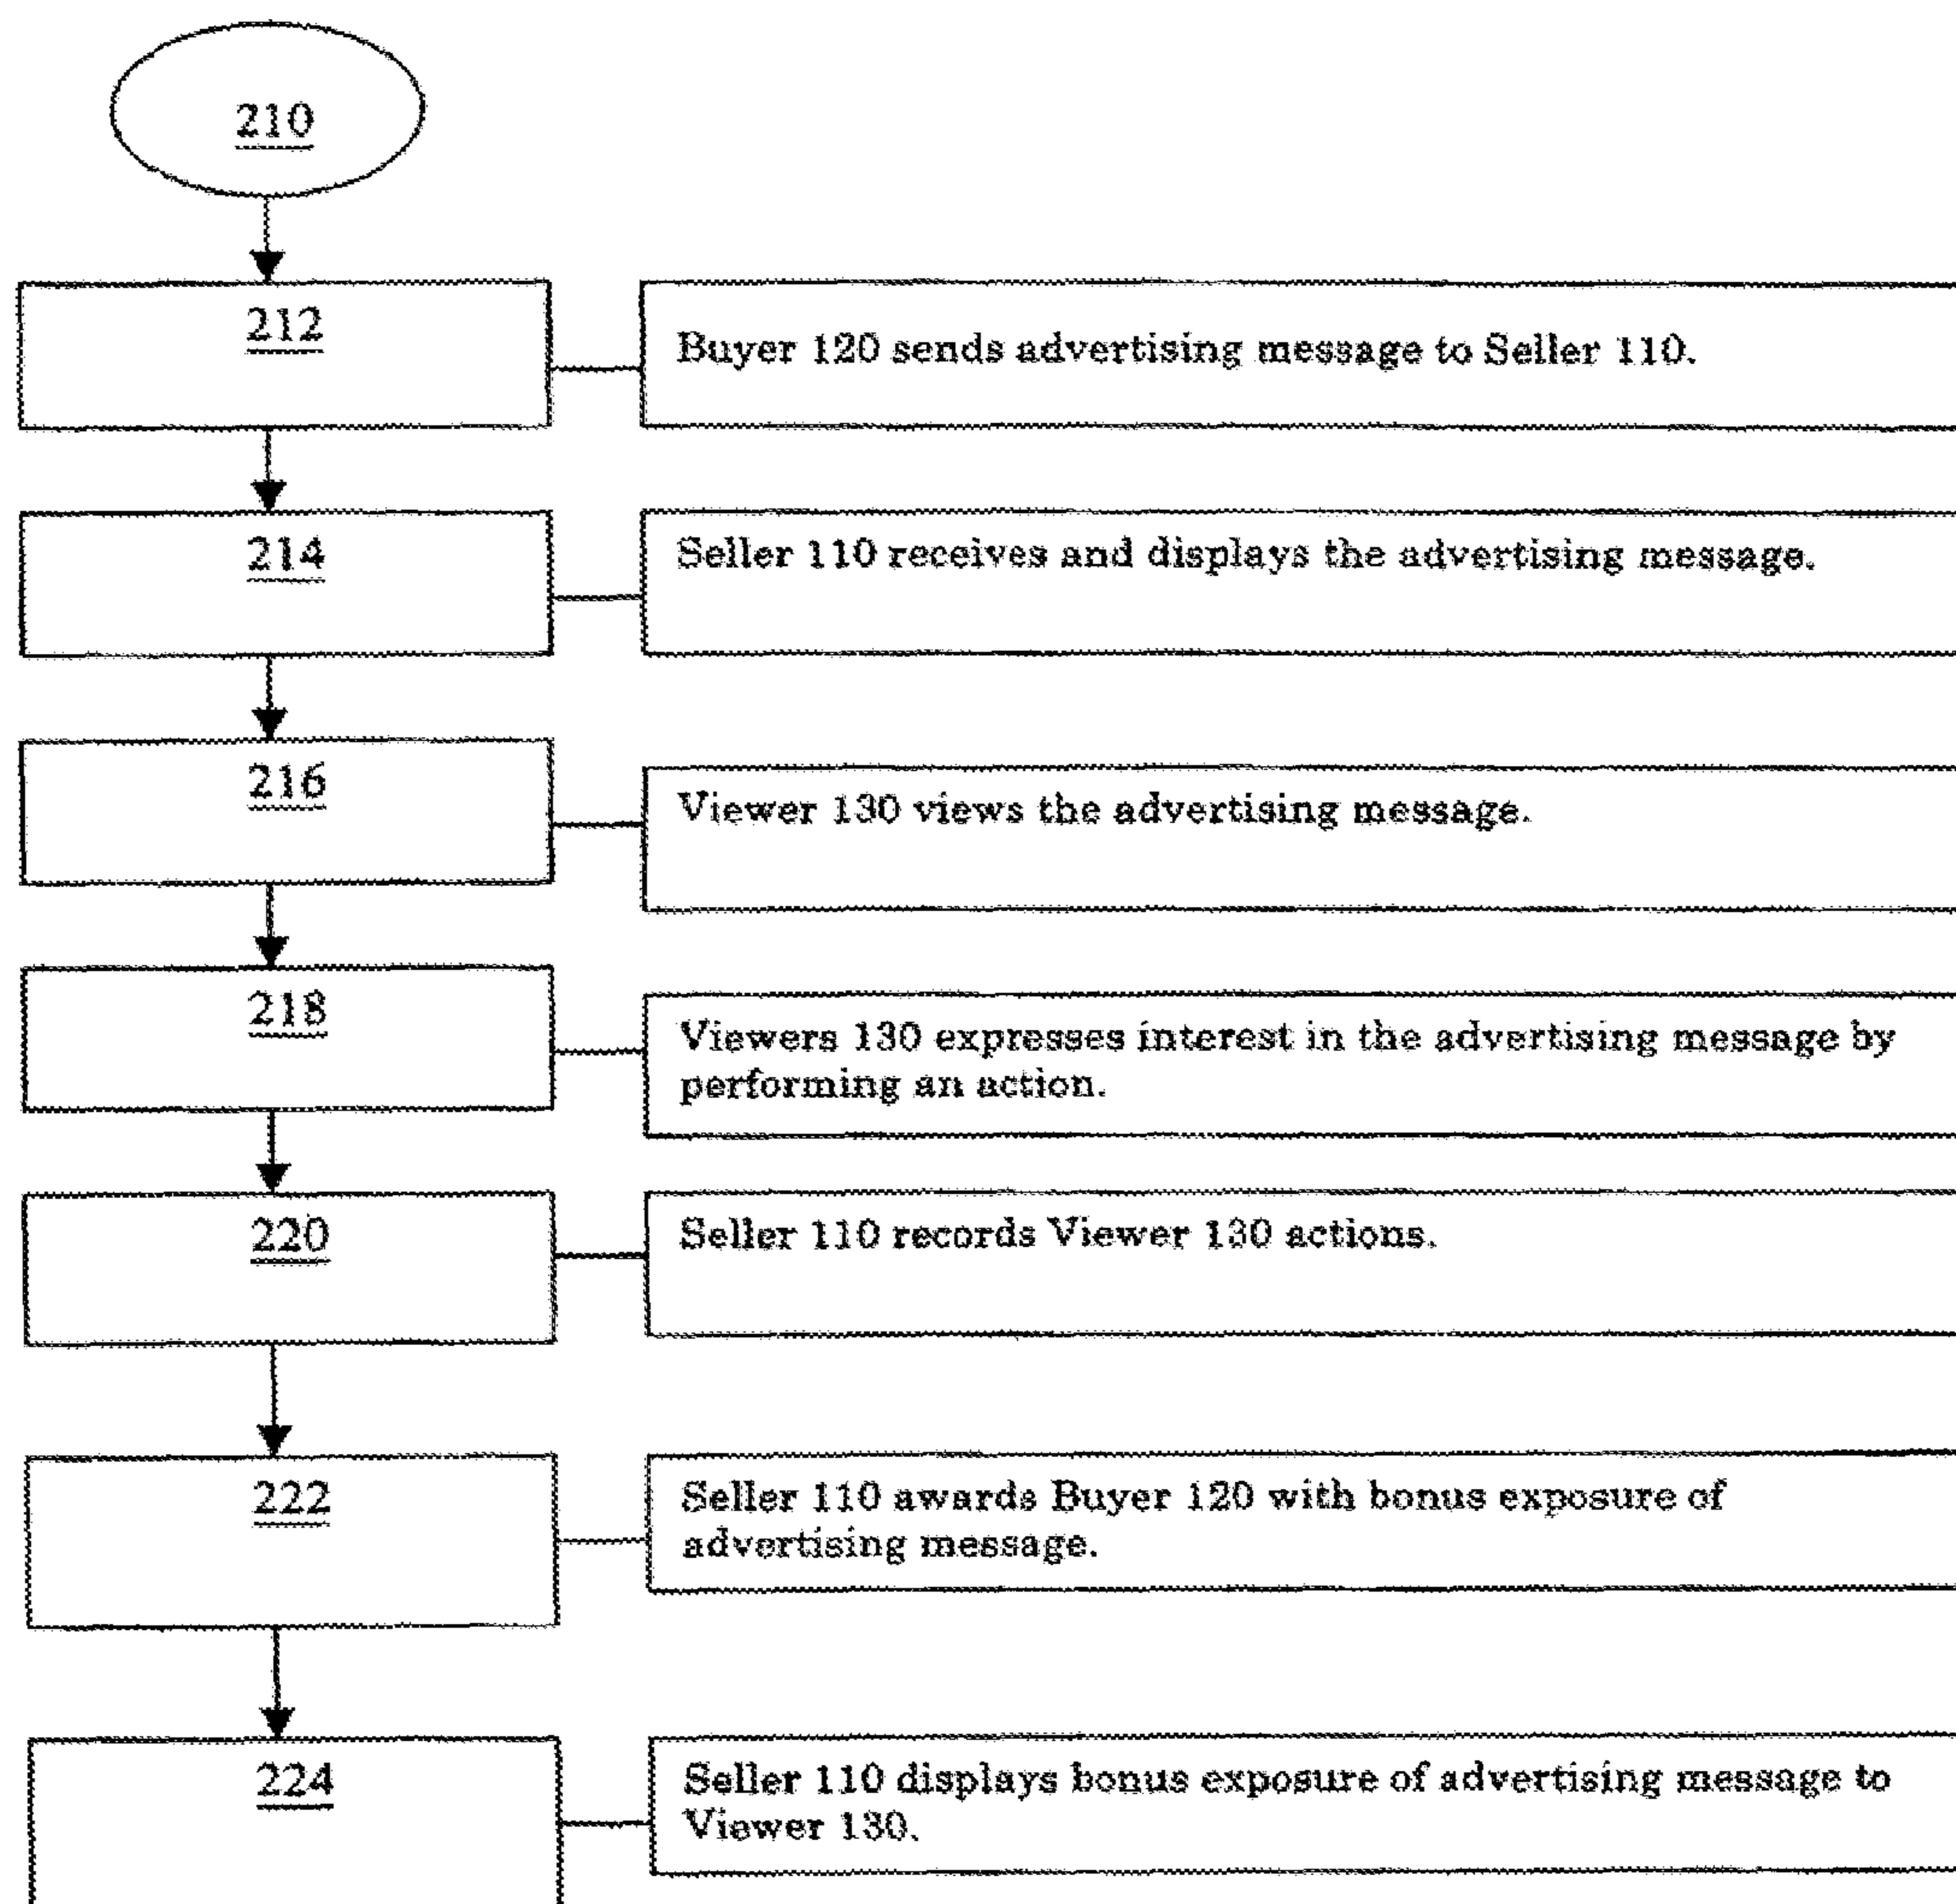 210
212
Buyer 120 sends advertising message to Seller 110.
214
Seller 110 receives and displays the advertising message.
216
Viewer 130 views the advertising message.
218
Viewers 130 expresses interest in the advertising message by
performing an action.
220
Seller 110 records Viewer 130 actions.
222
Seller 110 awards Buyer 120 with bonus exposure of
advertising message.
224
Seller 110 displays bonus exposure of advertising message to
Viewer 130.